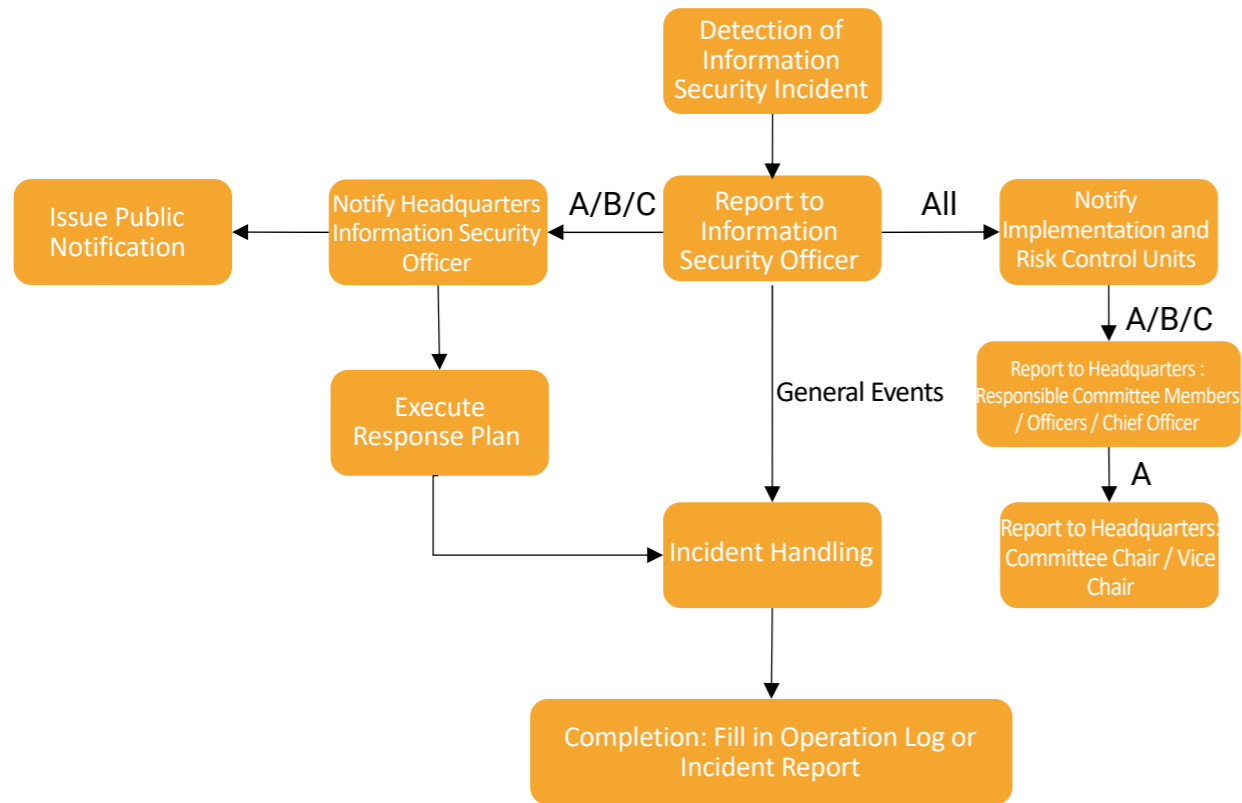 Detection of
Information
Security Incident
Issue Public
Notification
Notify Headquarters
Information Security
Officer
A/B/C
Report to
Information
Security Officer
All
Notify
Implementation and
Risk Control Units
A/B/C
Report to Headquarters :
Responsible Committee Members
/ Officers / Chief Officer
Execute
Response Plan
General Events
A
Incident Handling
Report to Headquarters:
Committee Chair / Vice
Chair
Completion: Fill in Operation Log or
Incident Report